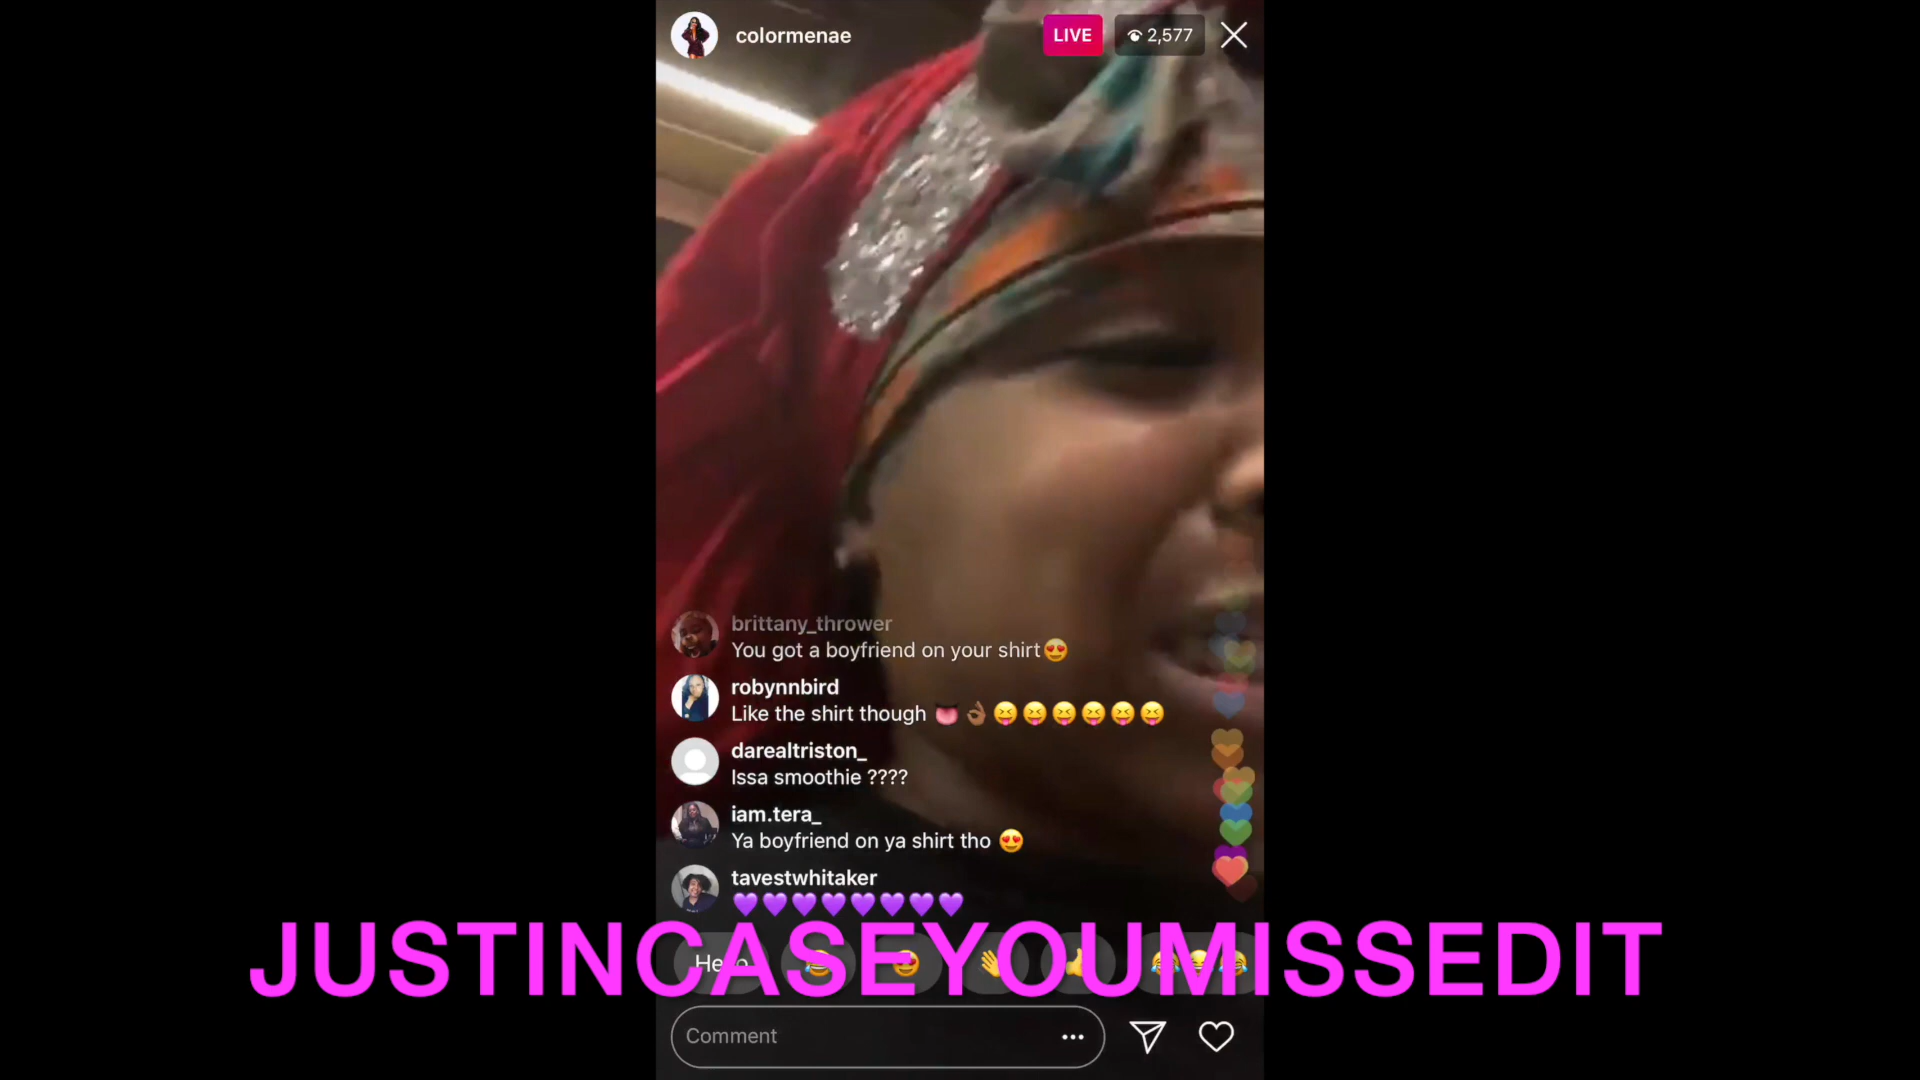 colormenae
LIVE
2,577
brittany_thrower
You got a boyfriend on your shirt😍
robynnbird
Like the shirt though 👅👌🏾😝😝😝😝😝😝
darealtriston_
Issa smoothie ????
iam.tera_
Ya boyfriend on ya shirt tho 😍
tavestwhitaker
💜💜💜💜💜💜💜💜
Hello
JUSTINCASEYOUMISSEDIT
Comment